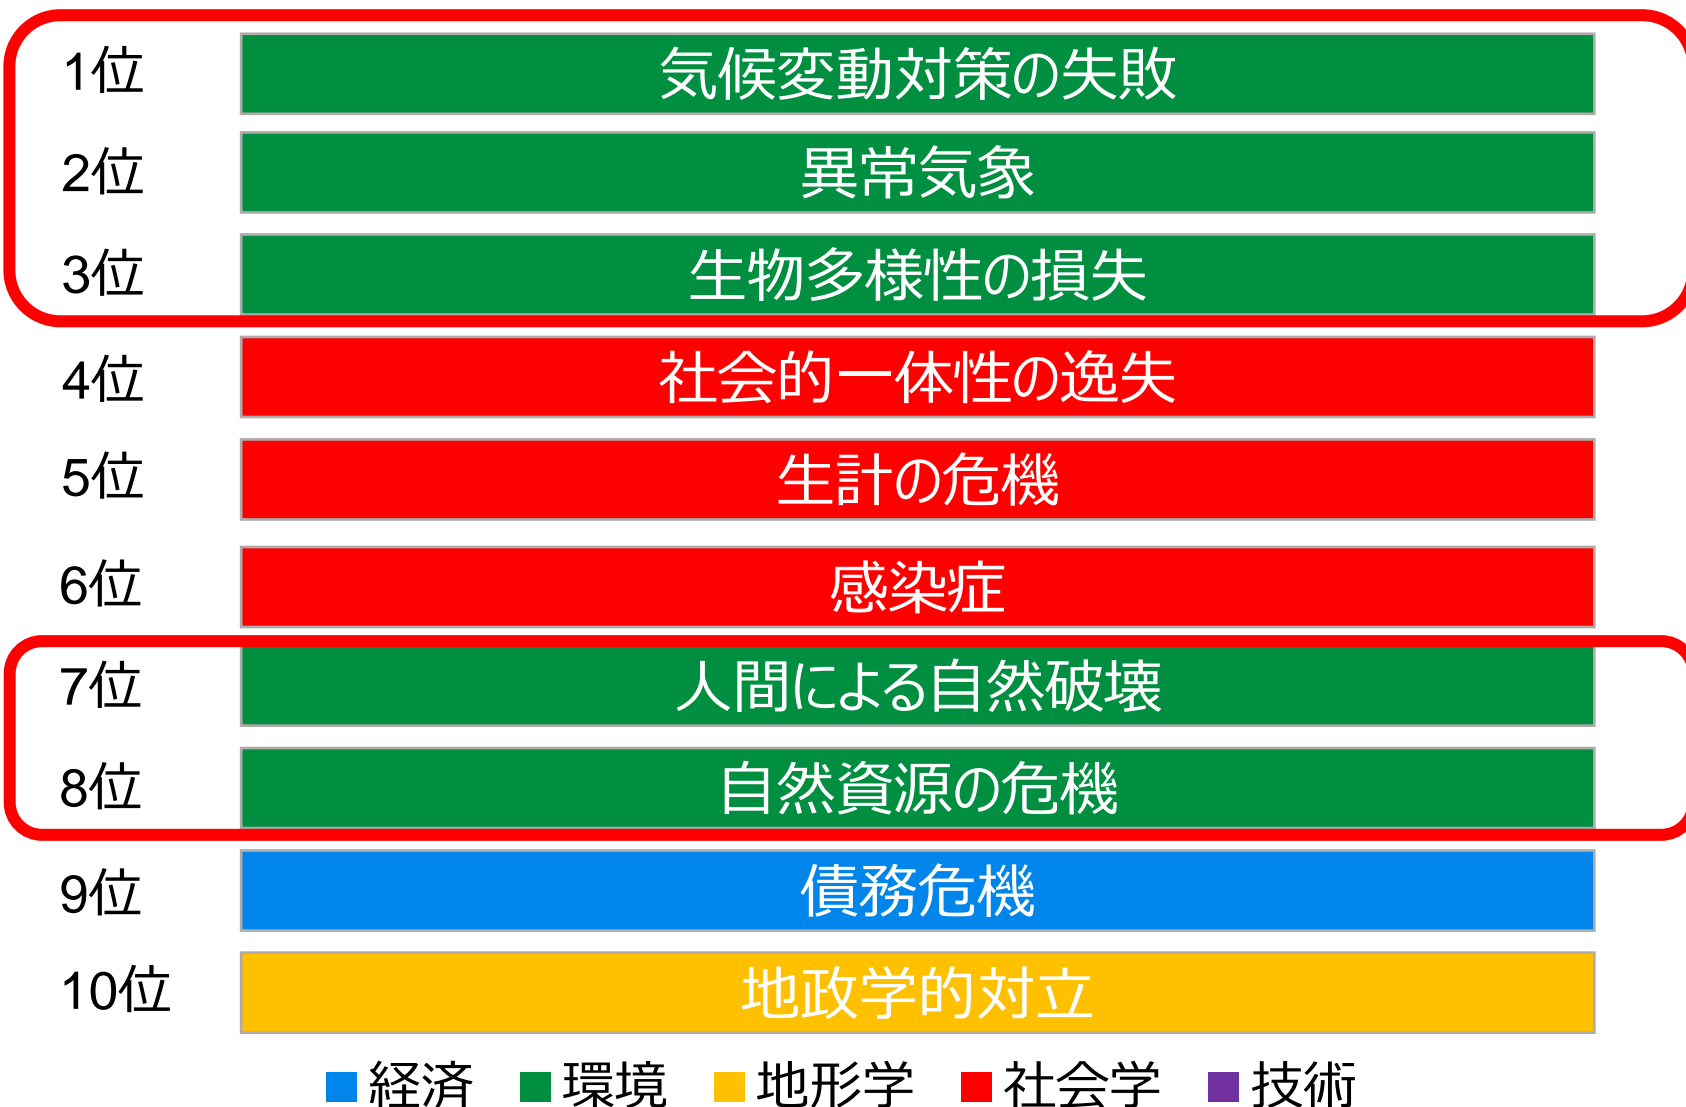 1位 気候変動対策の失敗
2位 異常気象
3位 生物多様性の損失
4位 社会的一体性の逸失
5位 生計の危機
6位 感染症
7位 人間による自然破壊
8位 自然資源の危機
9位 債務危機
10位 地政学的対立
経済 環境 地形学 社会学 技術